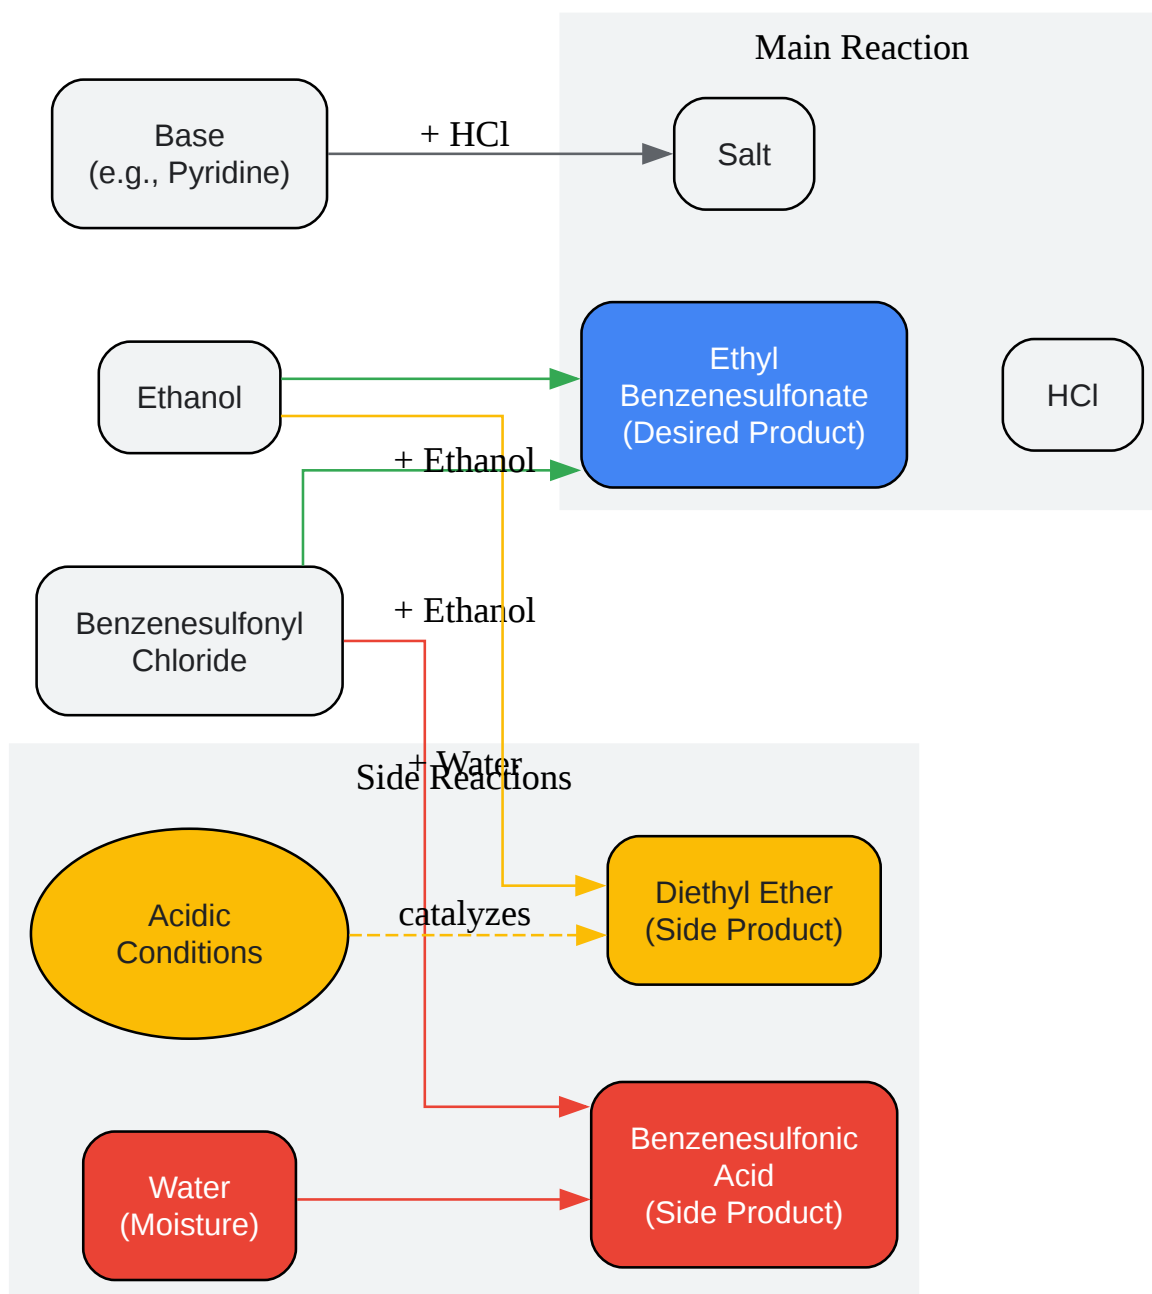 Main Reaction
Base
(e.g., Pyridine)
+ HCl
Salt
Ethanol
Ethyl
Benzenesulfonate
(Desired Product)
HCl
+ Ethanol
Benzenesulfonyl
Chloride
+ Ethanol
+ Water
Side Reactions
Acidic
Conditions
catalyzes
Diethyl Ether
(Side Product)
Water
(Moisture)
Benzenesulfonic
Acid
(Side Product)